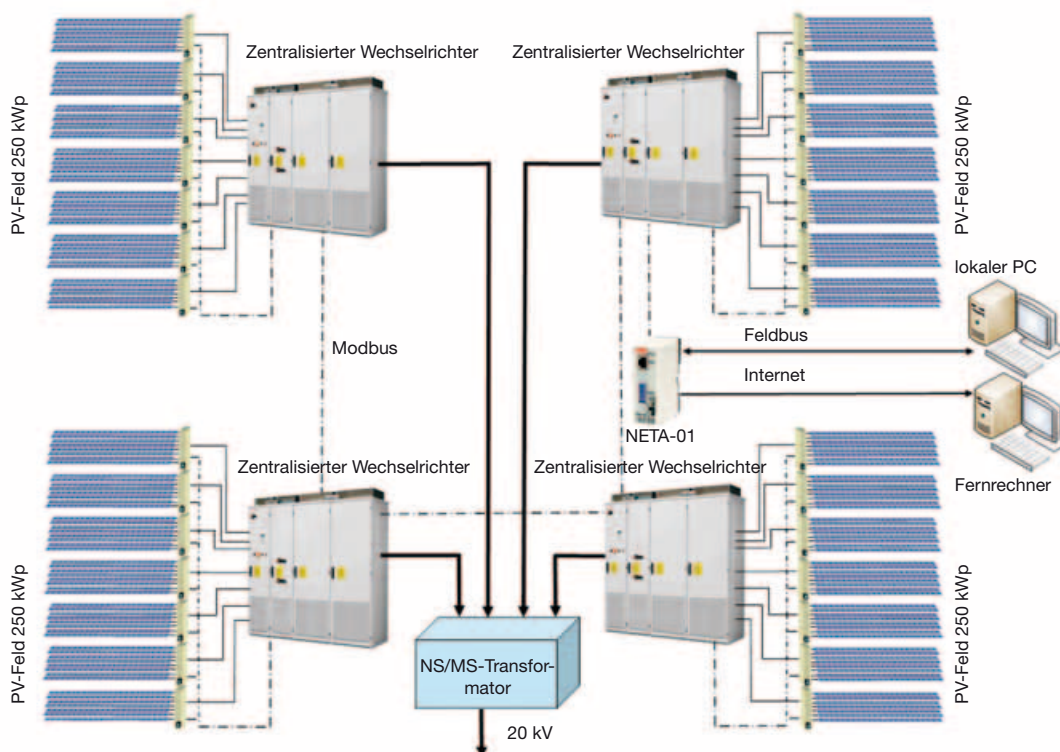 Zentralisierter Wechselrichter
Zentralisierter Wechselrichter
PV-Feld 250 kWp
PV-Feld 250 kWp
lokaler PC
Modbus
Feldbus
Internet
NETA-01
Zentralisierter Wechselrichter
Zentralisierter Wechselrichter
Fernrechner
PV-Feld 250 kWp
PV-Feld 250 kWp
NS/MS-Transfor-
mator
20 kV